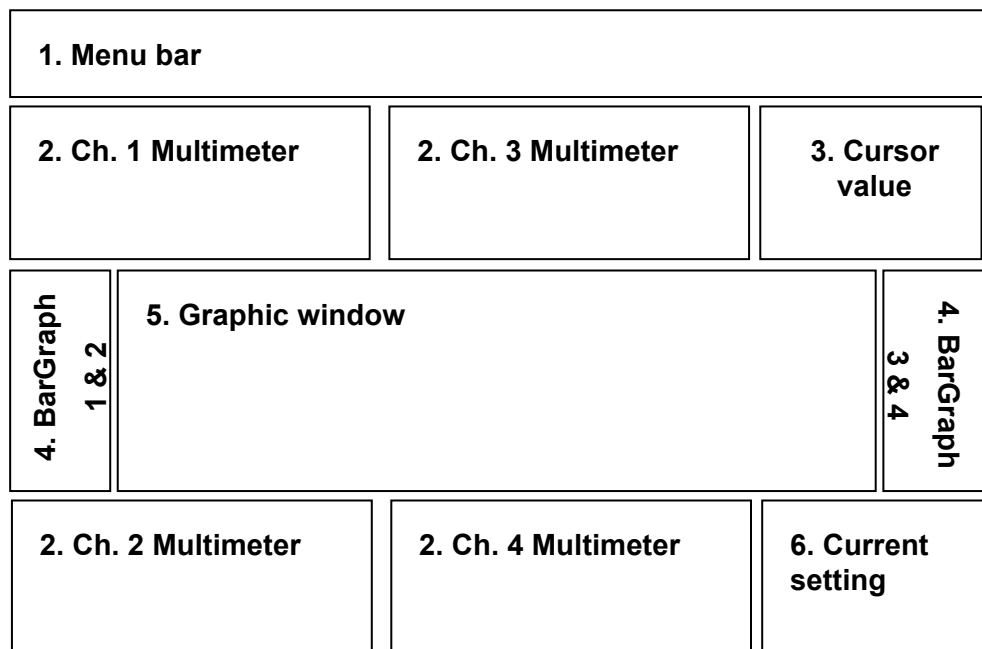 1. Menu bar
2. Ch. 1 Multimeter
2. Ch. 3 Multimeter
3. Cursor
value
4. BarGraph
1 & 2
5. Graphic window
4. BarGraph
3 & 4
2. Ch. 2 Multimeter
2. Ch. 4 Multimeter
6. Current
setting